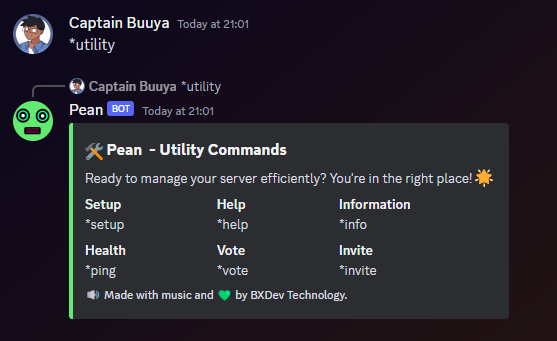 Captain Buuya Today at 21:01
*utility
Captain Buuya *utility
Pean BOT Today at 21:01
🛠️ Pean - Utility Commands
Ready to manage your server efficiently? You're in the right place! ☀️
Setup Help Information
*setup *help *info
Health Vote Invite
*ping *vote *invite
🔊 Made with music and 💚 by BXDev Technology.